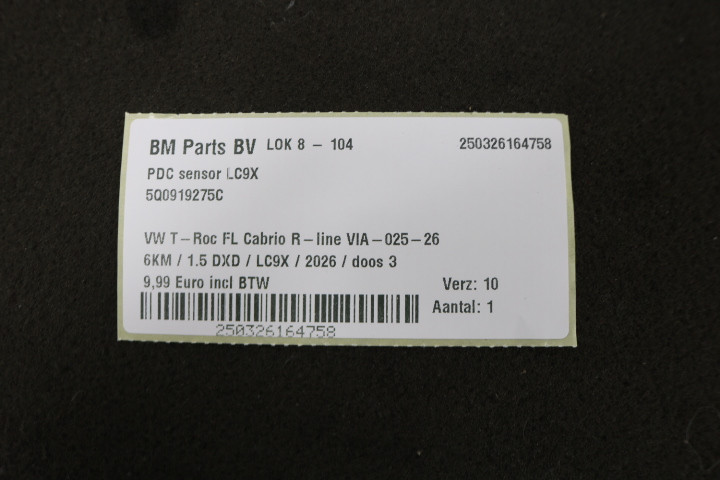 BM Parts BV LOK 8 - 104 250326164758
PDC sensor LC9X
5Q0919275C
VW T-Roc FL Cabrio R-line VIA-025-26
6KM / 1.5 DXD / LC9X / 2026 / doos 3
9,99 Euro incl BTW Verz: 10
Aantal: 1
250326164758